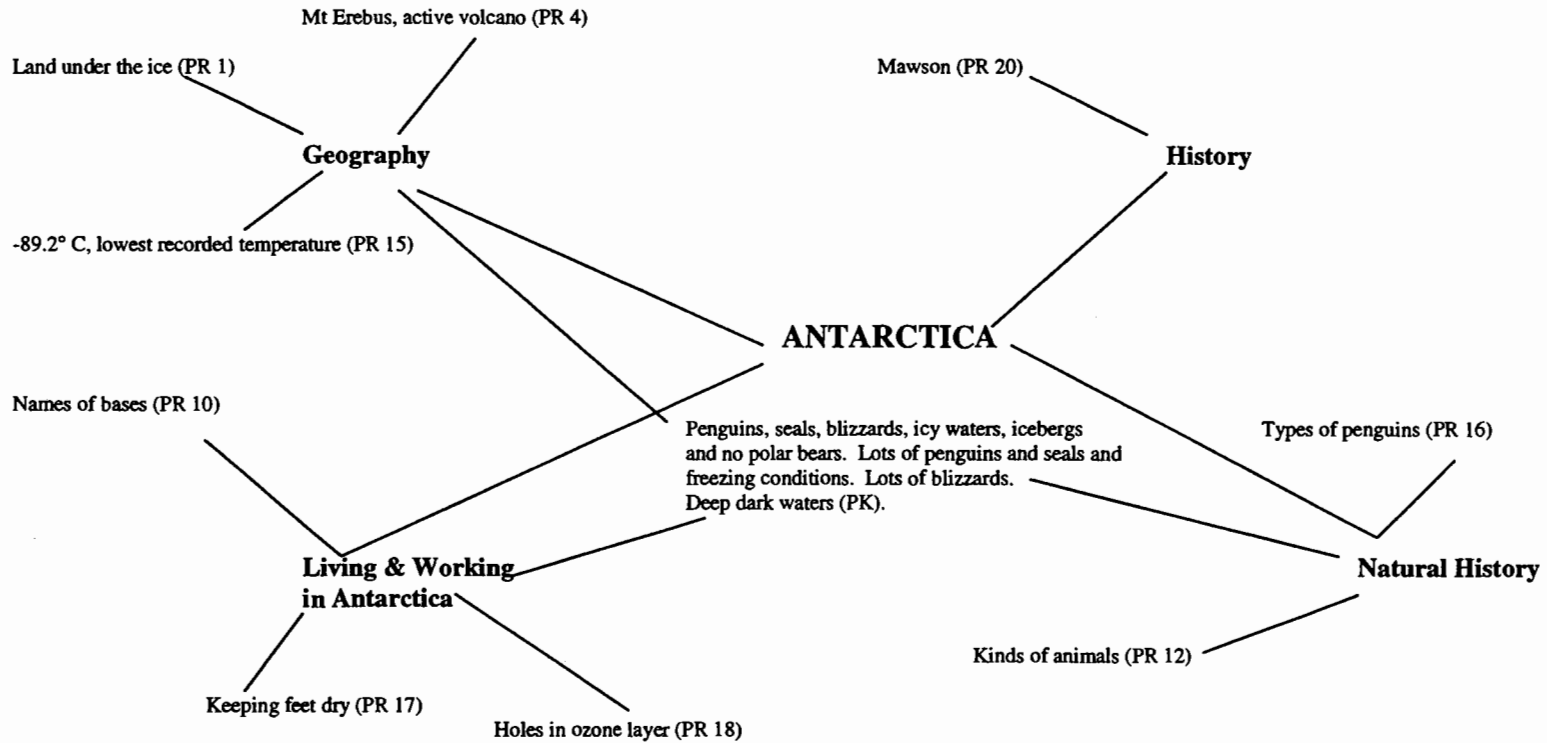 Mt Erebus, active volcano (PR 4)
Land under the ice (PR 1)
Mawson (PR 20)
Geography
History
-89.2° C, lowest recorded temperature (PR 15)
ANTARCTICA
Names of bases (PR 10)
Penguins, seals, blizzards, icy waters, icebergs
and no polar bears. Lots of penguins and seals and
freezing conditions. Lots of blizzards.
Deep dark waters (PK).
Types of penguins (PR 16)
Living & Working
in Antarctica
Natural History
Kinds of animals (PR 12)
Keeping feet dry (PR 17)
Holes in ozone layer (PR 18)